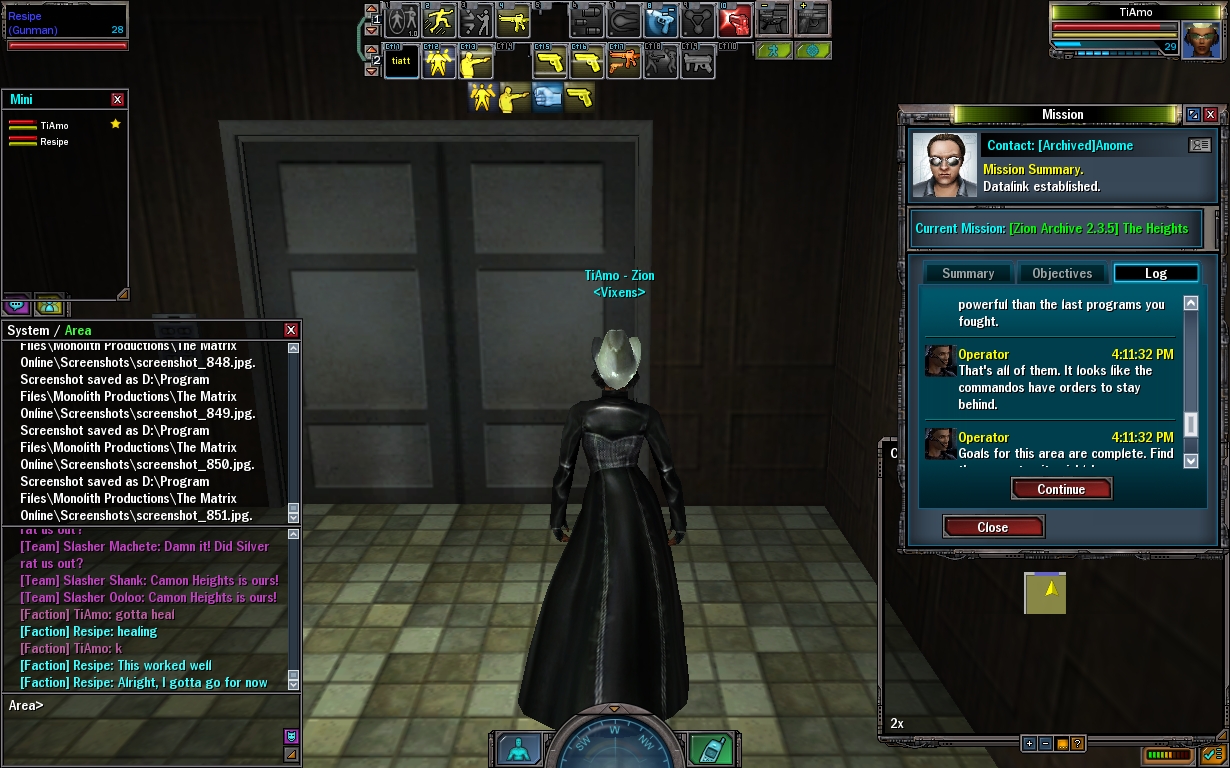 Resipe
(Gunman) 28
1
2
Ctrl1
tiatt
TiAmo
29
Mini
TiAmo
Resipe
Mission
Contact: [Archived]Anome
Mission Summary.
Datalink established.
Current Mission: [Zion Archive 2.3.5] The Heights
Summary Objectives Log
powerful than the last programs you
fought.
Operator 4:11:32 PM
That's all of them. It looks like the
commandos have orders to stay
behind.
Operator 4:11:32 PM
Goals for this area are complete. Find
Continue
Close
TiAmo - Zion
<Vixens>
System / Area
Files\Monolith Productions\The Matrix
Online\Screenshots\screenshot_848.jpg.
Screenshot saved as D:\Program
Files\Monolith Productions\The Matrix
Online\Screenshots\screenshot_849.jpg.
Screenshot saved as D:\Program
Files\Monolith Productions\The Matrix
Online\Screenshots\screenshot_850.jpg.
Screenshot saved as D:\Program
Files\Monolith Productions\The Matrix
Online\Screenshots\screenshot_851.jpg.
rat us out?
[Team] Slasher Machete: Damn it! Did Silver
rat us out?
[Team] Slasher Shank: Camon Heights is ours!
[Team] Slasher Ooloo: Camon Heights is ours!
[Faction] TiAmo: gotta heal
[Faction] Resipe: healing
[Faction] TiAmo: k
[Faction] Resipe: This worked well
[Faction] Resipe: Alright, I gotta go for now
Area>
SW W NW
2x